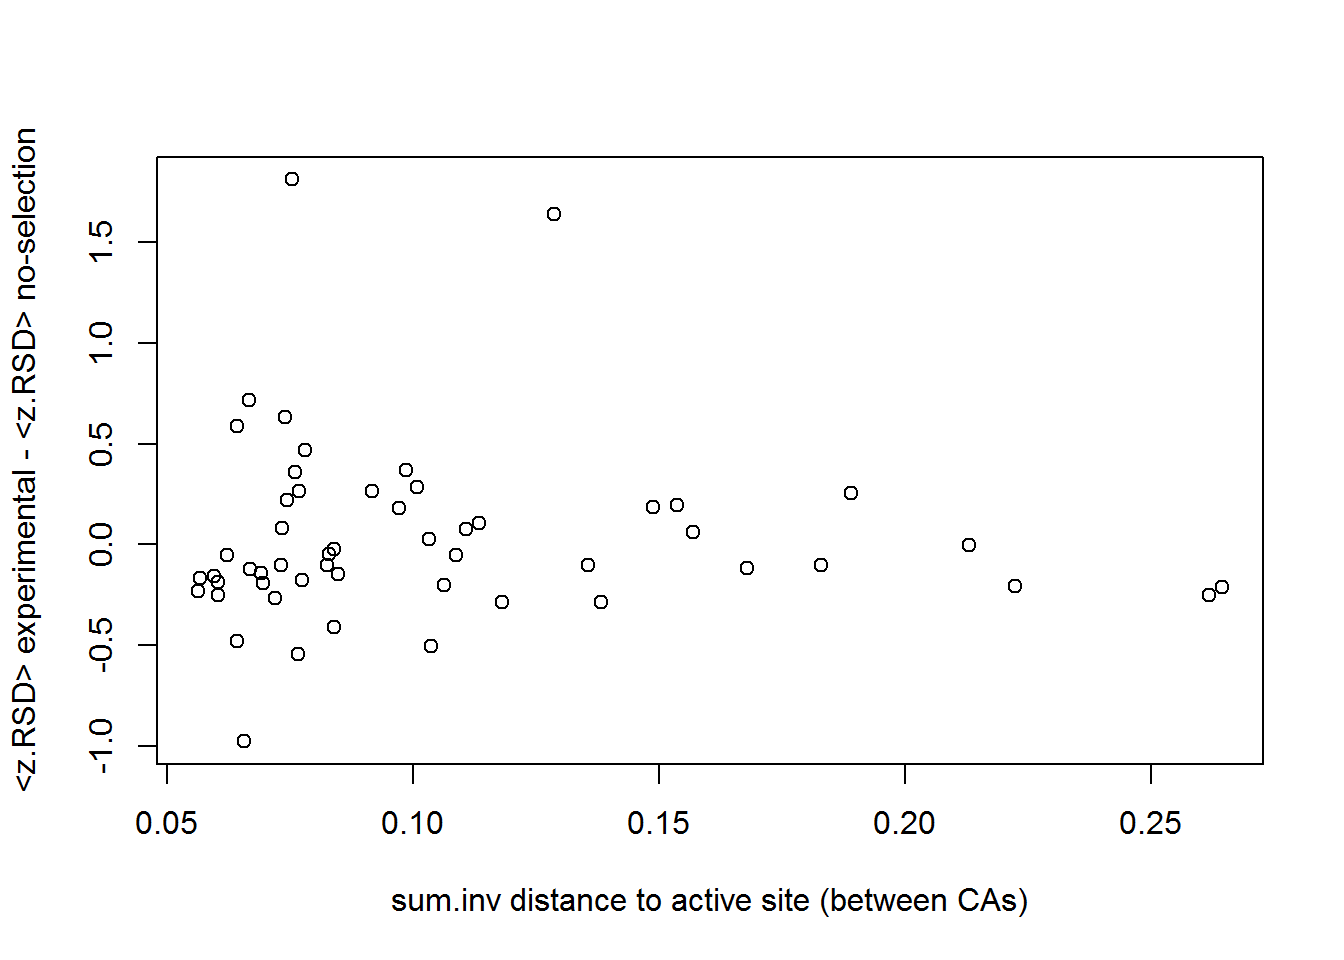 <z.RSD> experimental - <z.RSD> no-selection
1.5
1.0
0.5
0.0
-0.5
-1.0
0.05 0.10 0.15 0.20 0.25
sum.inv distance to active site (between CAs)